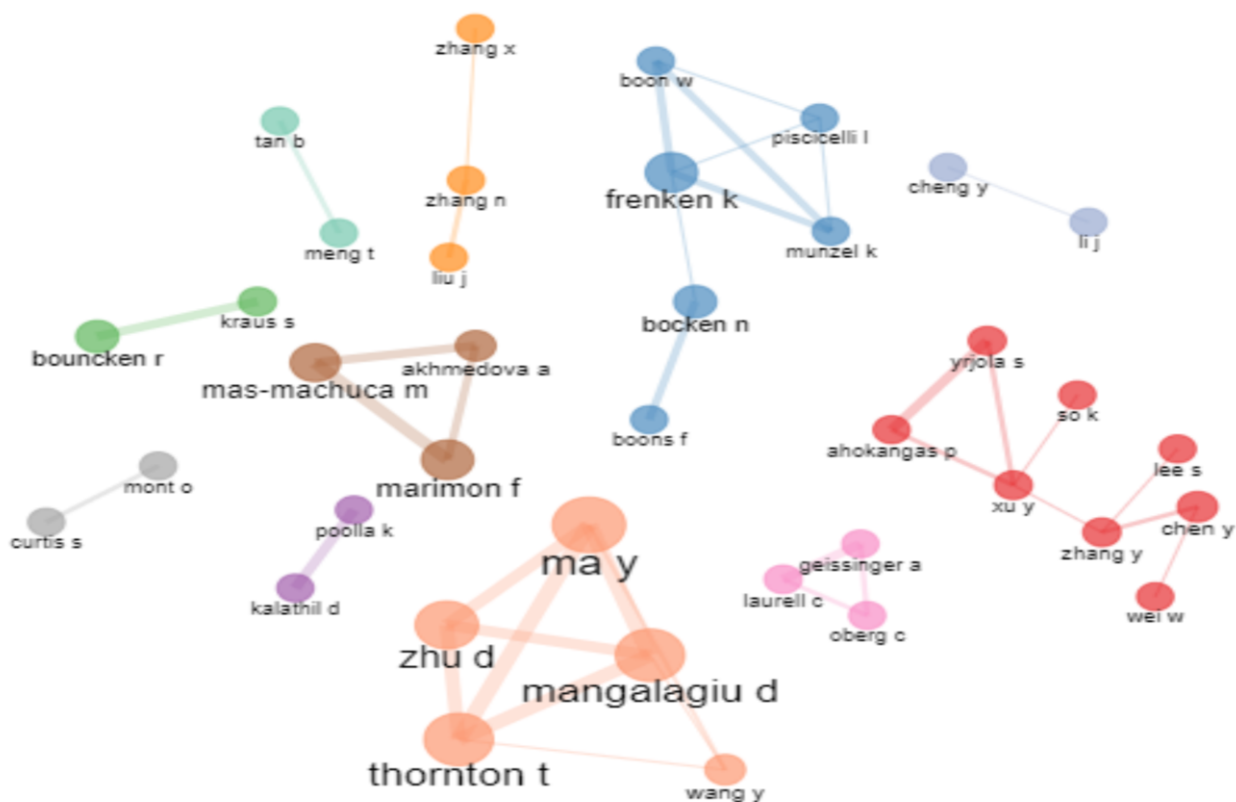 zhang x
boon w
tan b
piscicelli l
cheng y
zhang n
frenken k
meng t
munzel k
li j
liu j
kraus s
bocken n
bouncken r
akhmedova a
yrjola s
mas-machuca m
so k
boons f
ahokangas p
lee s
mont o
marimon f
xu y
poolla k
chen y
curtis s
zhang y
ma y
geissinger a
laurell c
kalathil d
wei w
oberg c
zhu d
mangalagiu d
thornton t
wang y